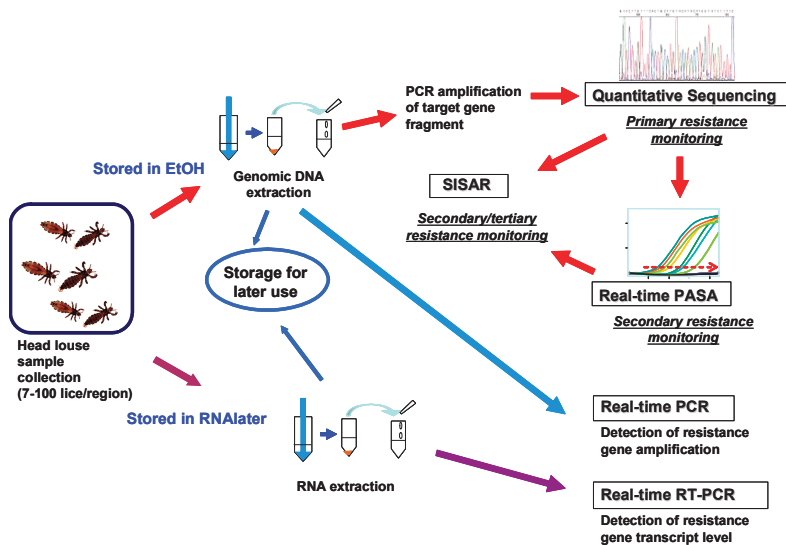 PCR amplification
of target gene
fragment
Quantitative Sequencing
Primary resistance
monitoring
Stored in EtOH
Genomic DNA
extraction
SISAR
Secondary/tertiary
resistance monitoring
Storage for
later use
Real-time PASA
Secondary resistance
monitoring
Head louse
sample
collection
(7-100 lice/region)
Stored in RNAlater
RNA extraction
Real-time PCR
Detection of resistance
gene amplification
Real-time RT-PCR
Detection of resistance
gene transcript level